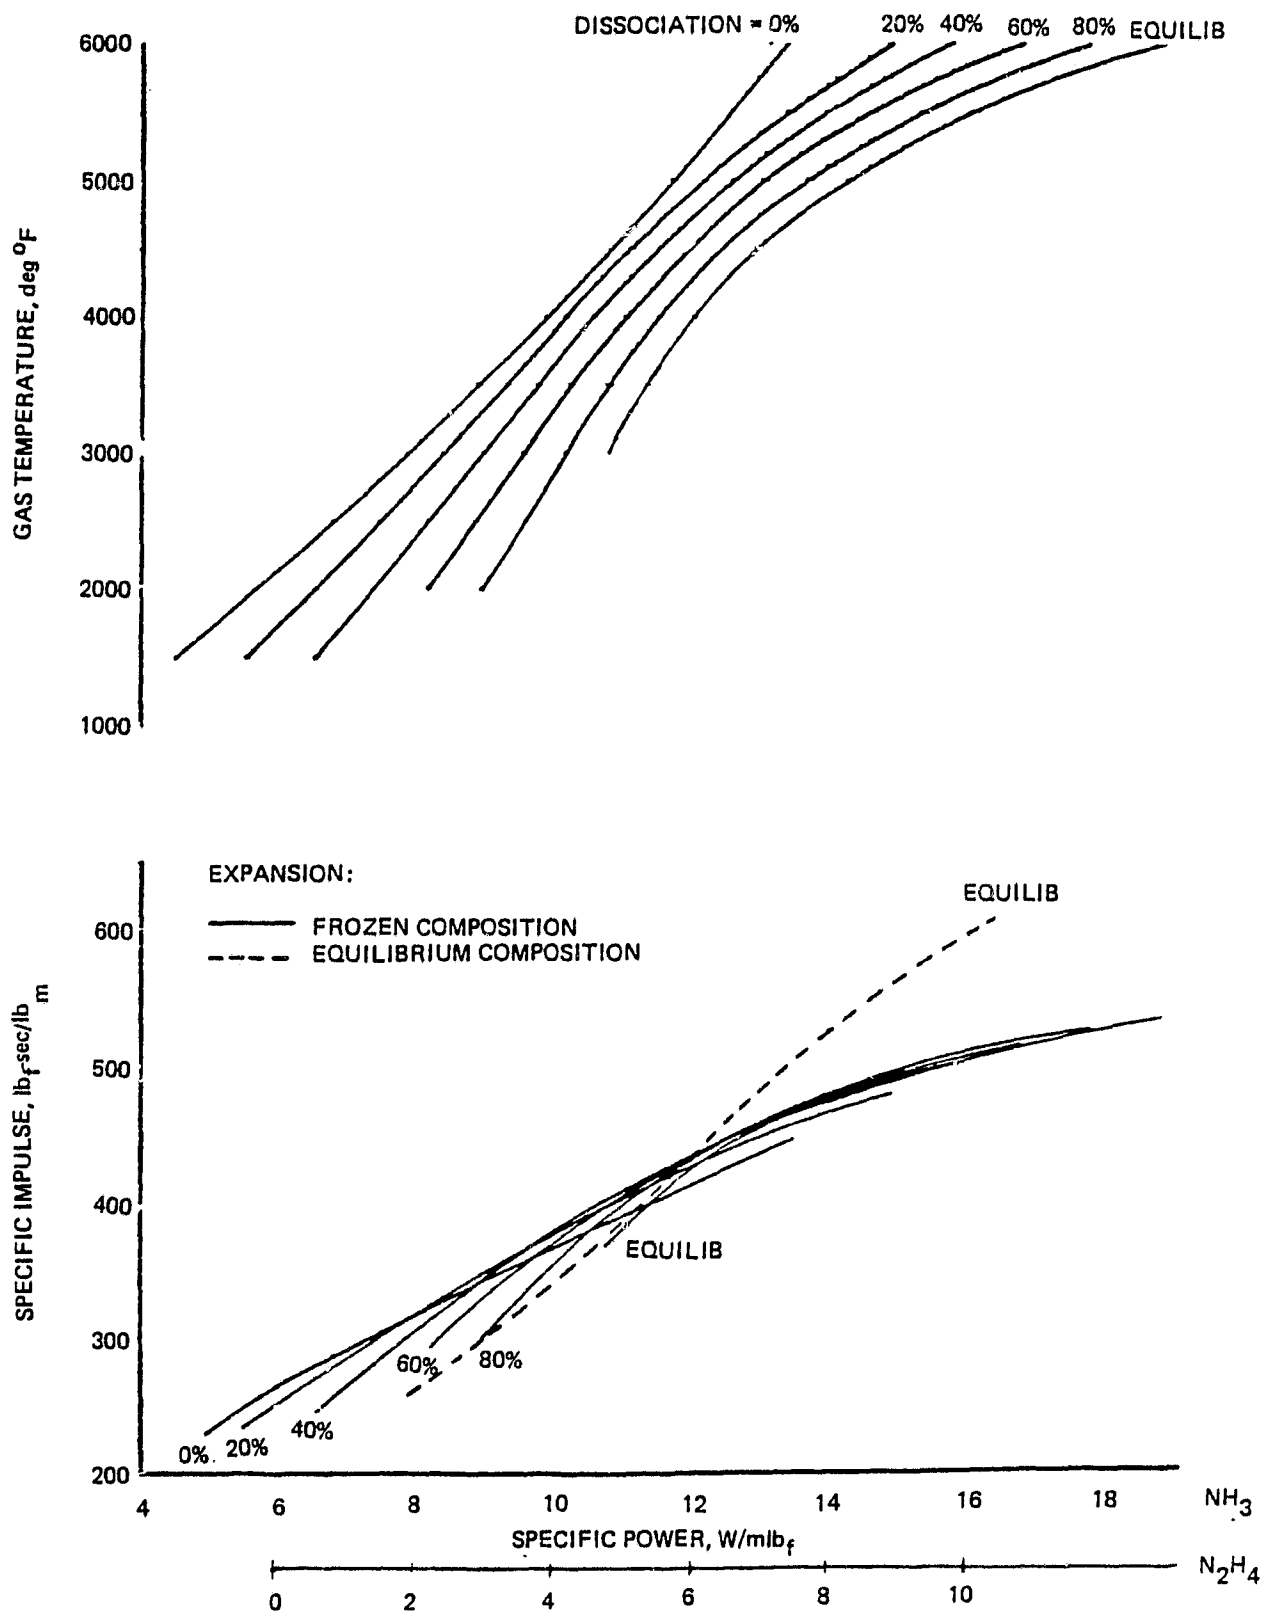 DISSOCIATION = 0% 20% 40% 60% 80% EQUILIB
6000
5000
4000
3000
2000
1000
GAS TEMPERATURE, deg °F
EXPANSION:
FROZEN COMPOSITION
EQUILIBRIUM COMPOSITION
EQUILIB
600
500
400
300
200
SPECIFIC IMPULSE, lbf-sec/lbm
EQUILIB
60% 80%
0% 20% 40%
4 6 8 10 12 14 16 18 NH3
SPECIFIC POWER, W/mlbf
N2H4
0 2 4 6 8 10